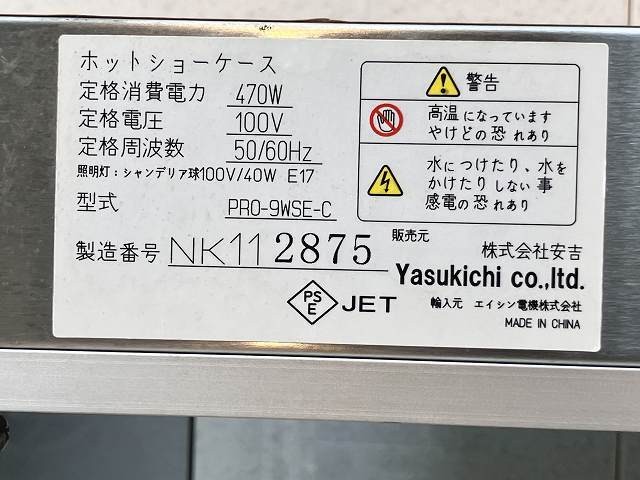 ホットショーケース
定格消費電力 470W
定格電圧 100V
定格周波数 50/60Hz
照明灯：シャンデリア球100V/40W E17
型式 PRO-9WSE-C
製造番号 NK11 2875
PS
E
JET
警告
高温になっています
やけどの恐れあり
水につけたり、水を
かけたりしない事
感電の恐れあり
販売元 株式会社安吉
Yasukichi co.,ltd.
輸入元 エイシン電機株式会社
MADE IN CHINA